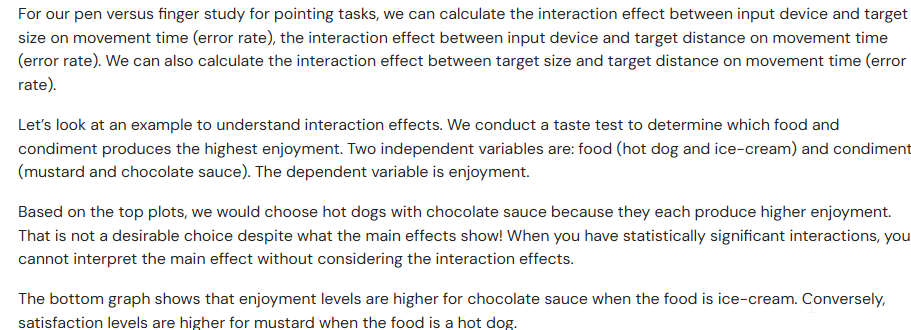 For our pen versus finger study for pointing tasks, we can calculate the interaction effect between input device and target
size on movement time (error rate), the interaction effect between input device and target distance on movement time
(error rate). We can also calculate the interaction effect between target size and target distance on movement time (error
rate).
Let's look at an example to understand interaction effects. We conduct a taste test to determine which food and
condiment produces the highest enjoyment. Two independent variables are: food (hot dog and ice-cream) and condiment
(mustard and chocolate sauce). The dependent variable is enjoyment.
Based on the top plots, we would choose hot dogs with chocolate sauce because they each produce higher enjoyment.
That is not a desirable choice despite what the main effects show! When you have statistically significant interactions, you
cannot interpret the main effect without considering the interaction effects.
The bottom graph shows that enjoyment levels are higher for chocolate sauce when the food is ice-cream. Conversely,
satisfaction levels are higher for mustard when the food is a hot dog.